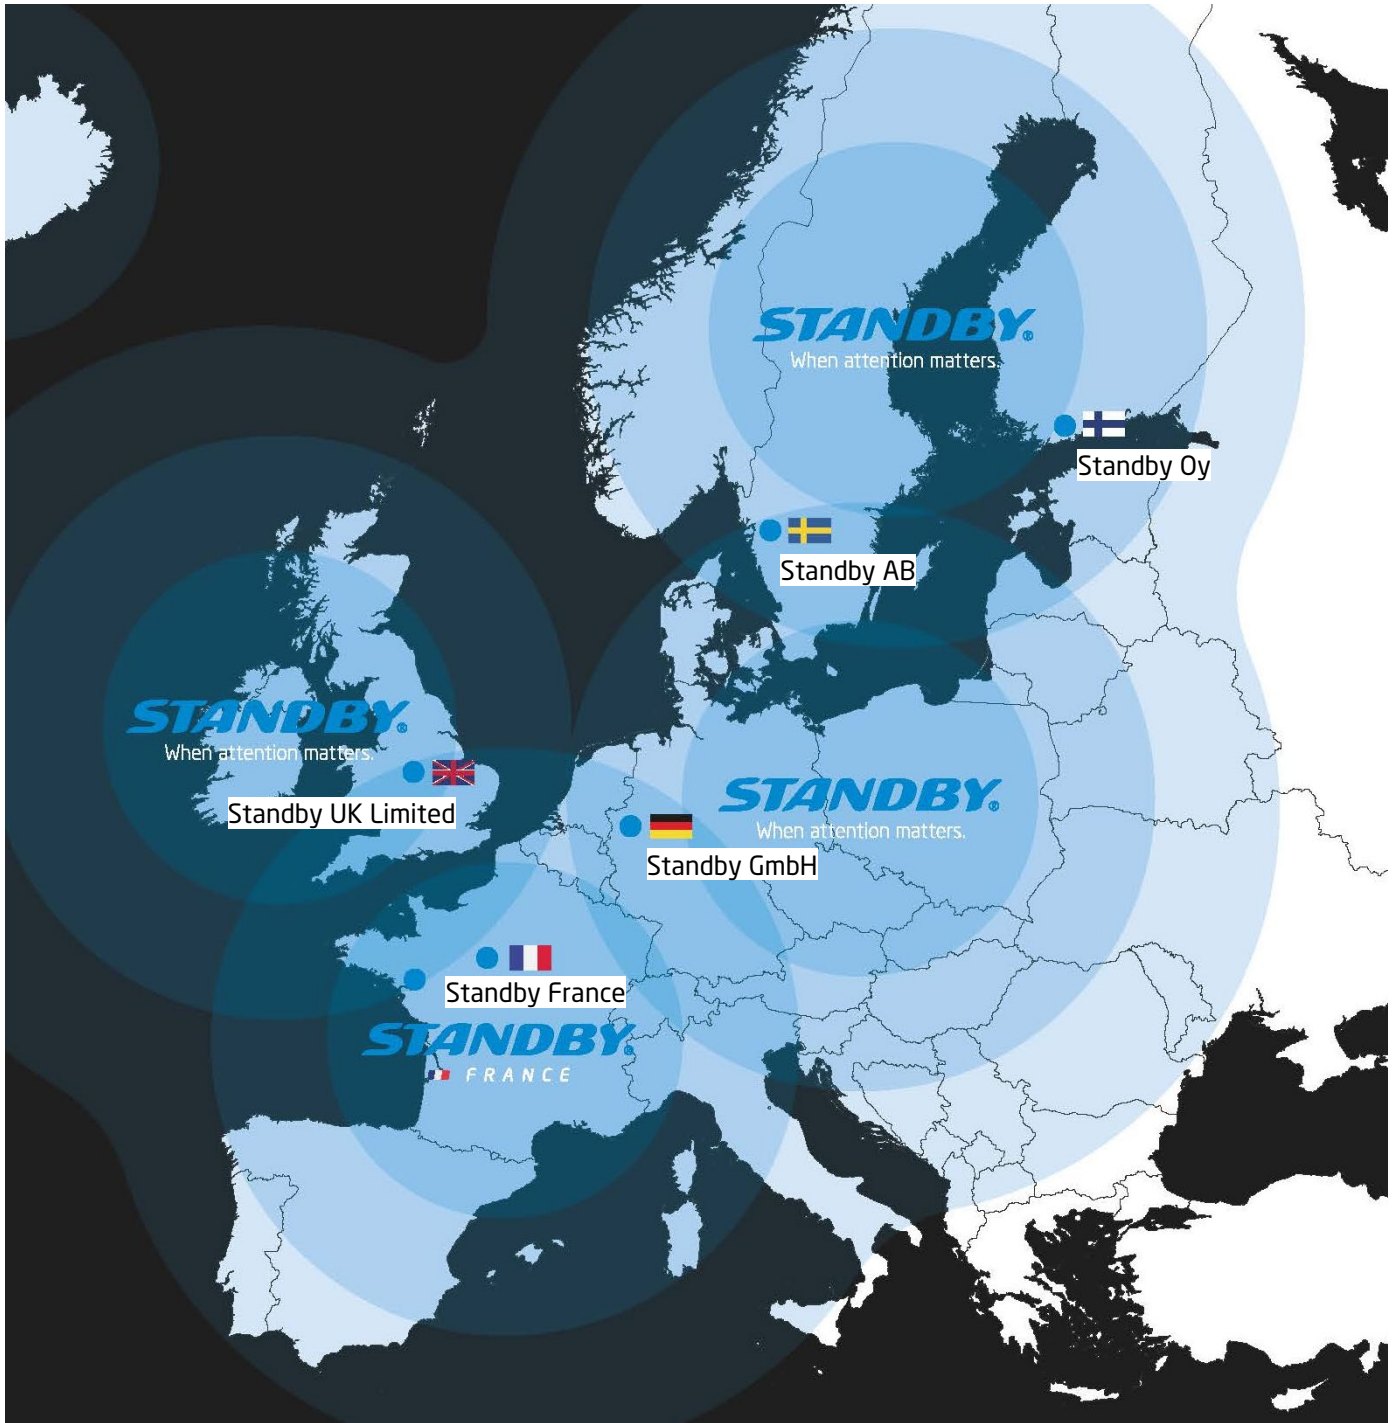 STANDBY®
When attention matters.
Standby Oy
Standby AB
STANDBY®
When attention matters.
Standby UK Limited
STANDBY®
When attention matters.
Standby GmbH
Standby France
STANDBY®
FRANCE